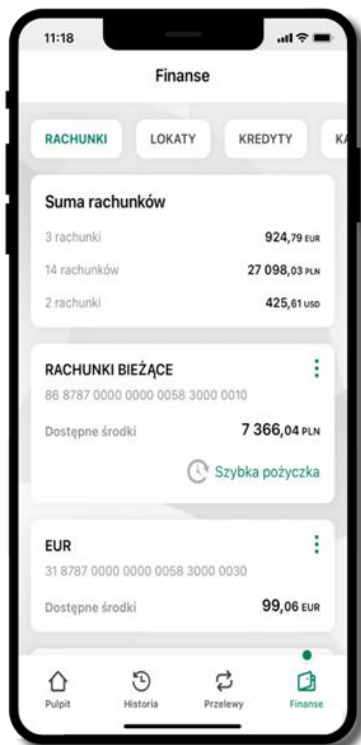 11:18
Finanse
RACHUNKI LOKATY KREDYTY KA
Suma rachunków
3 rachunki 924,79 EUR
14 rachunków 27 098,03 PLN
2 rachunki 425,61 USD
RACHUNKI BIEŻĄCE
86 8787 0000 0000 0058 3000 0010
Dostępne środki 7 366,04 PLN
Szybka pożyczka
EUR
31 8787 0000 0000 0058 3000 0030
Dostępne środki 99,06 EUR
Pulpit Historia Przelewy Finanse